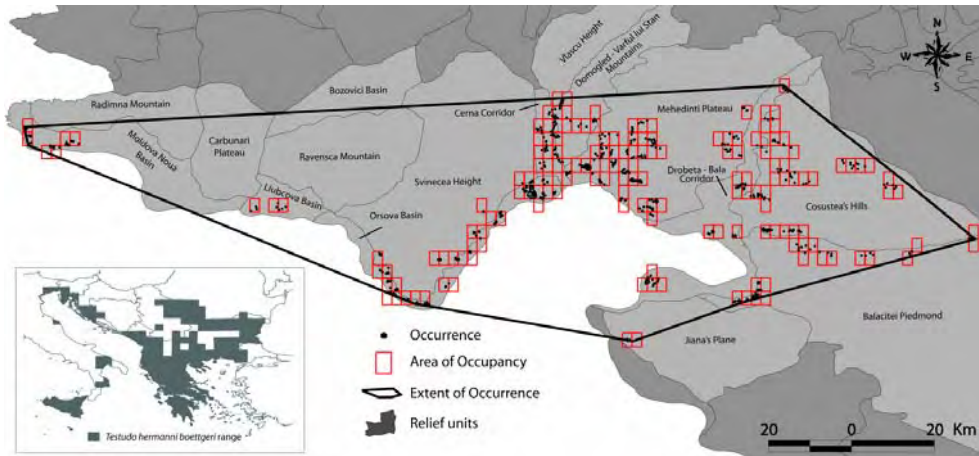 N
W E
S
Vlascu Height
Domogled - Varful lui Stan
Mountains
Bozovici Basin
Radimna Mountain
Cerna Corridor
Mehedinti Plateau
Moldova Noua
Basin
Carbunari
Plateau
Ravensca Mountain
Svinecea Height
Drobeta - Bala
Corridor
Liubcova Basin
Cosustea's Hills
Orsova Basin
Balacitei Piedmond
Jiana's Plane
Occurrence
Area of Occupancy
Extent of Occurrence
Relief units
Testudo hermanni boettgeri range
20 0 20 Km